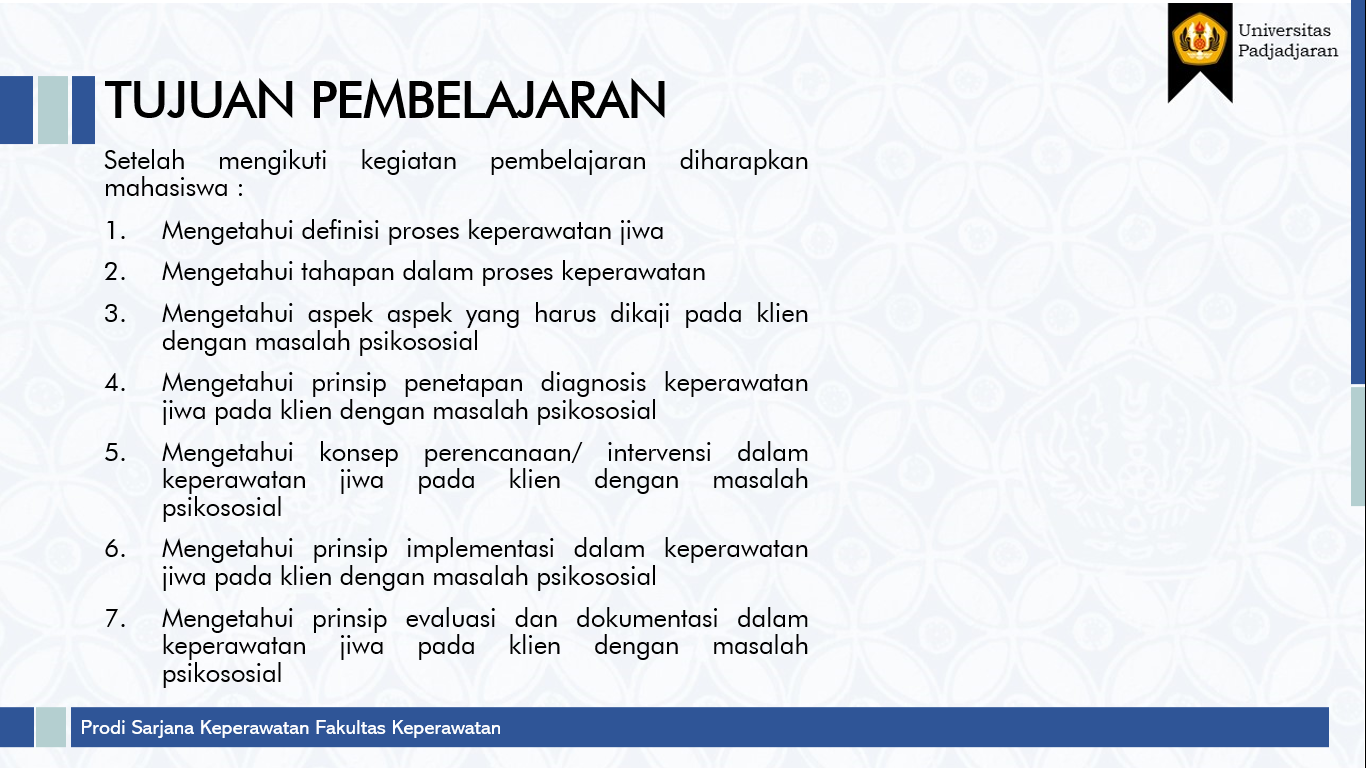 Universitas
Padjadjaran
TUJUAN PEMBELAJARAN
Setelah mengikuti kegiatan pembelajaran diharapkan
mahasiswa :
1. Mengetahui definisi proses keperawatan jiwa
2. Mengetahui tahapan dalam proses keperawatan
3. Mengetahui aspek aspek yang harus dikaji pada klien
dengan masalah psikososial
4. Mengetahui prinsip penetapan diagnosis keperawatan
jiwa pada klien dengan masalah psikososial
5. Mengetahui konsep perencanaan/ intervensi dalam
keperawatan jiwa pada klien dengan masalah
psikososial
6. Mengetahui prinsip implementasi dalam keperawatan
jiwa pada klien dengan masalah psikososial
7. Mengetahui prinsip evaluasi dan dokumentasi dalam
keperawatan jiwa pada klien dengan masalah
psikososial
Prodi Sarjana Keperawatan Fakultas Keperawatan